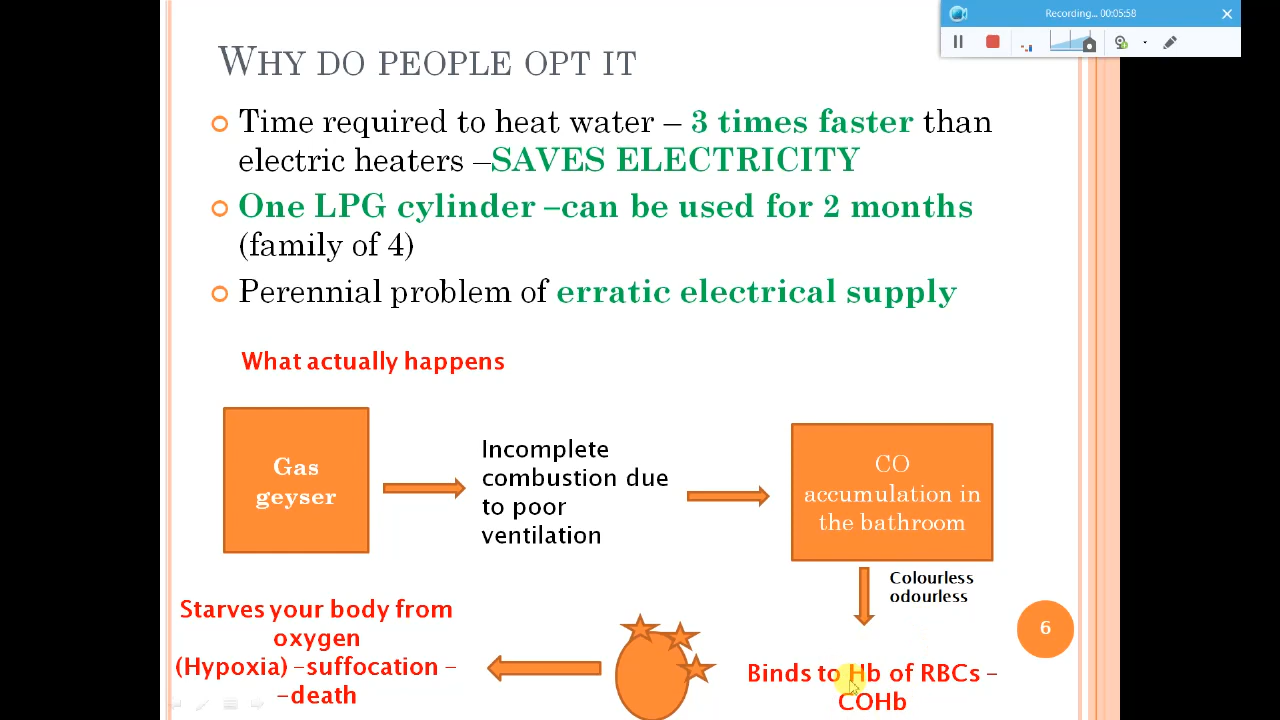 Recording... 00:05:58
WHY DO PEOPLE OPT IT
Time required to heat water – 3 times faster than
electric heaters –SAVES ELECTRICITY
One LPG cylinder –can be used for 2 months
(family of 4)
Perennial problem of erratic electrical supply
What actually happens
Gas
geyser
Incomplete
combustion due
to poor
ventilation
CO
accumulation in
the bathroom
Colourless
odourless
Binds to Hb of RBCs –
COHb
Starves your body from
oxygen
(Hypoxia) –suffocation –
–death
6